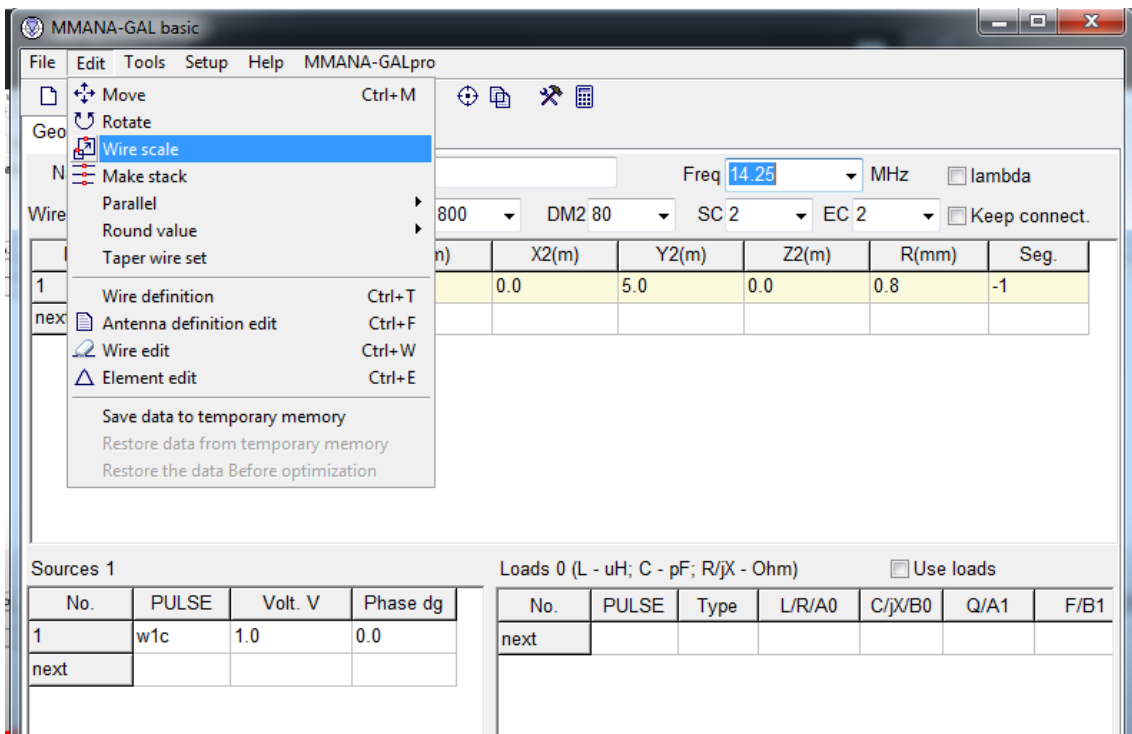 MMANA-GAL basic
File Edit Tools Setup Help MMANA-GALpro
Move Ctrl+M
Rotate
Wire scale
Make stack
Parallel
Round value
Taper wire set
Wire definition Ctrl+T
Antenna definition edit Ctrl+F
Wire edit Ctrl+W
Element edit Ctrl+E
Save data to temporary memory
Restore data from temporary memory
Restore the data Before optimization
Geo
N
Freq 14.25 MHz lambda
Wire 800 DM2 80 SC 2 EC 2 Keep connect.
X2(m) Y2(m) Z2(m) R(mm) Seg.
1 0.0 5.0 0.0 0.8 -1
next
Sources 1
No. PULSE Volt. V Phase dg
1 w1c 1.0 0.0
next
Loads 0 (L - uH; C - pF; R/jX - Ohm) Use loads
No. PULSE Type L/R/A0 C/jX/B0 Q/A1 F/B1
next